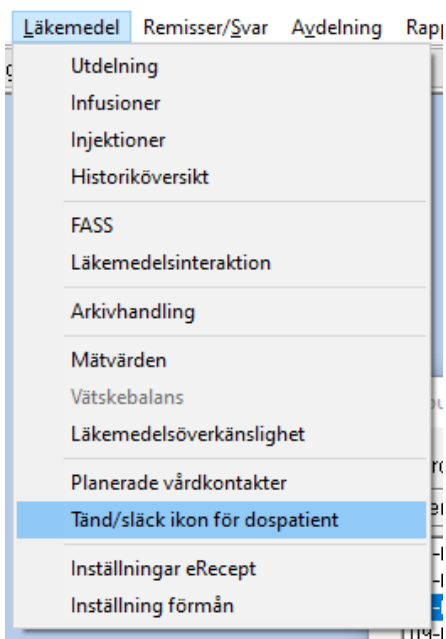 Läkemedel Remisser/Svar Avdelning
Utdelning
Infusioner
Injektioner
Historiköversikt
FASS
Läkemedelsinteraktion
Arkivhandling
Mätvärden
Vätskebalans
Läkemedelsöverkänslighet
Planerade vårdkontakter
Tänd/släck ikon för dospatient
Inställningar eRecept
Inställning förmån